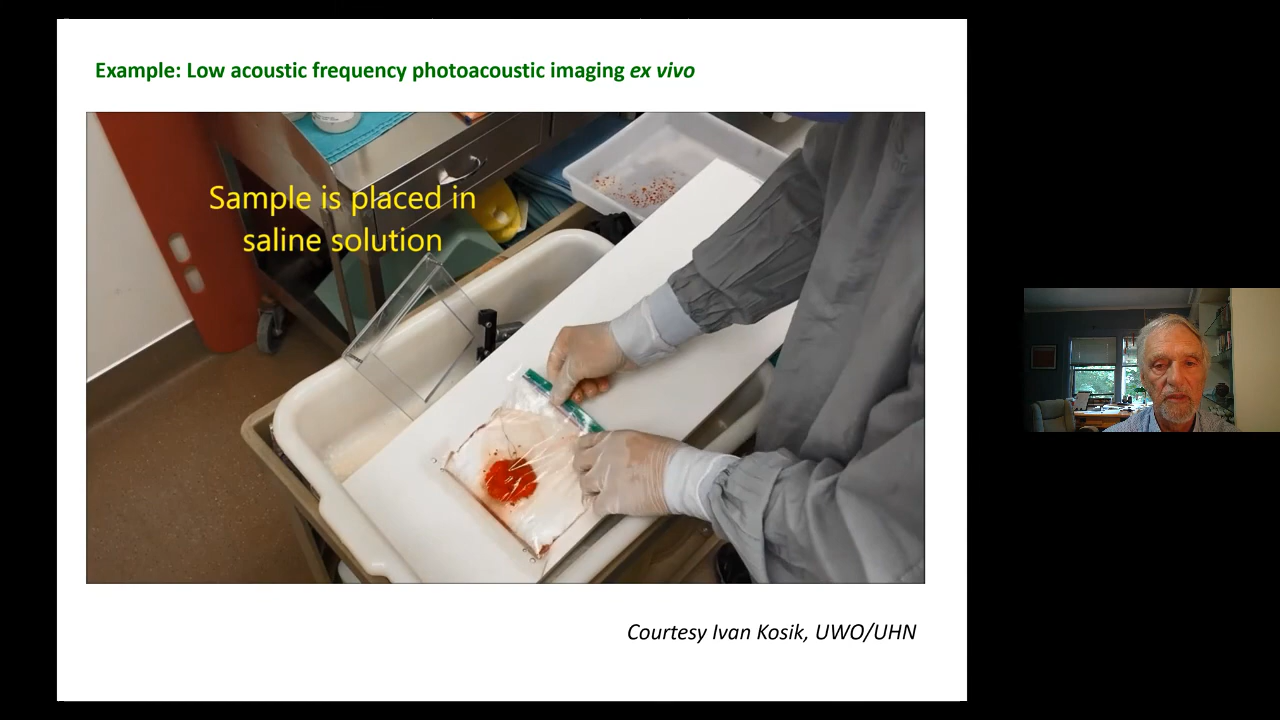 Example: Low acoustic frequency photoacoustic imaging ex vivo
Sample is placed in
saline solution
Courtesy Ivan Kosik, UWO/UHN